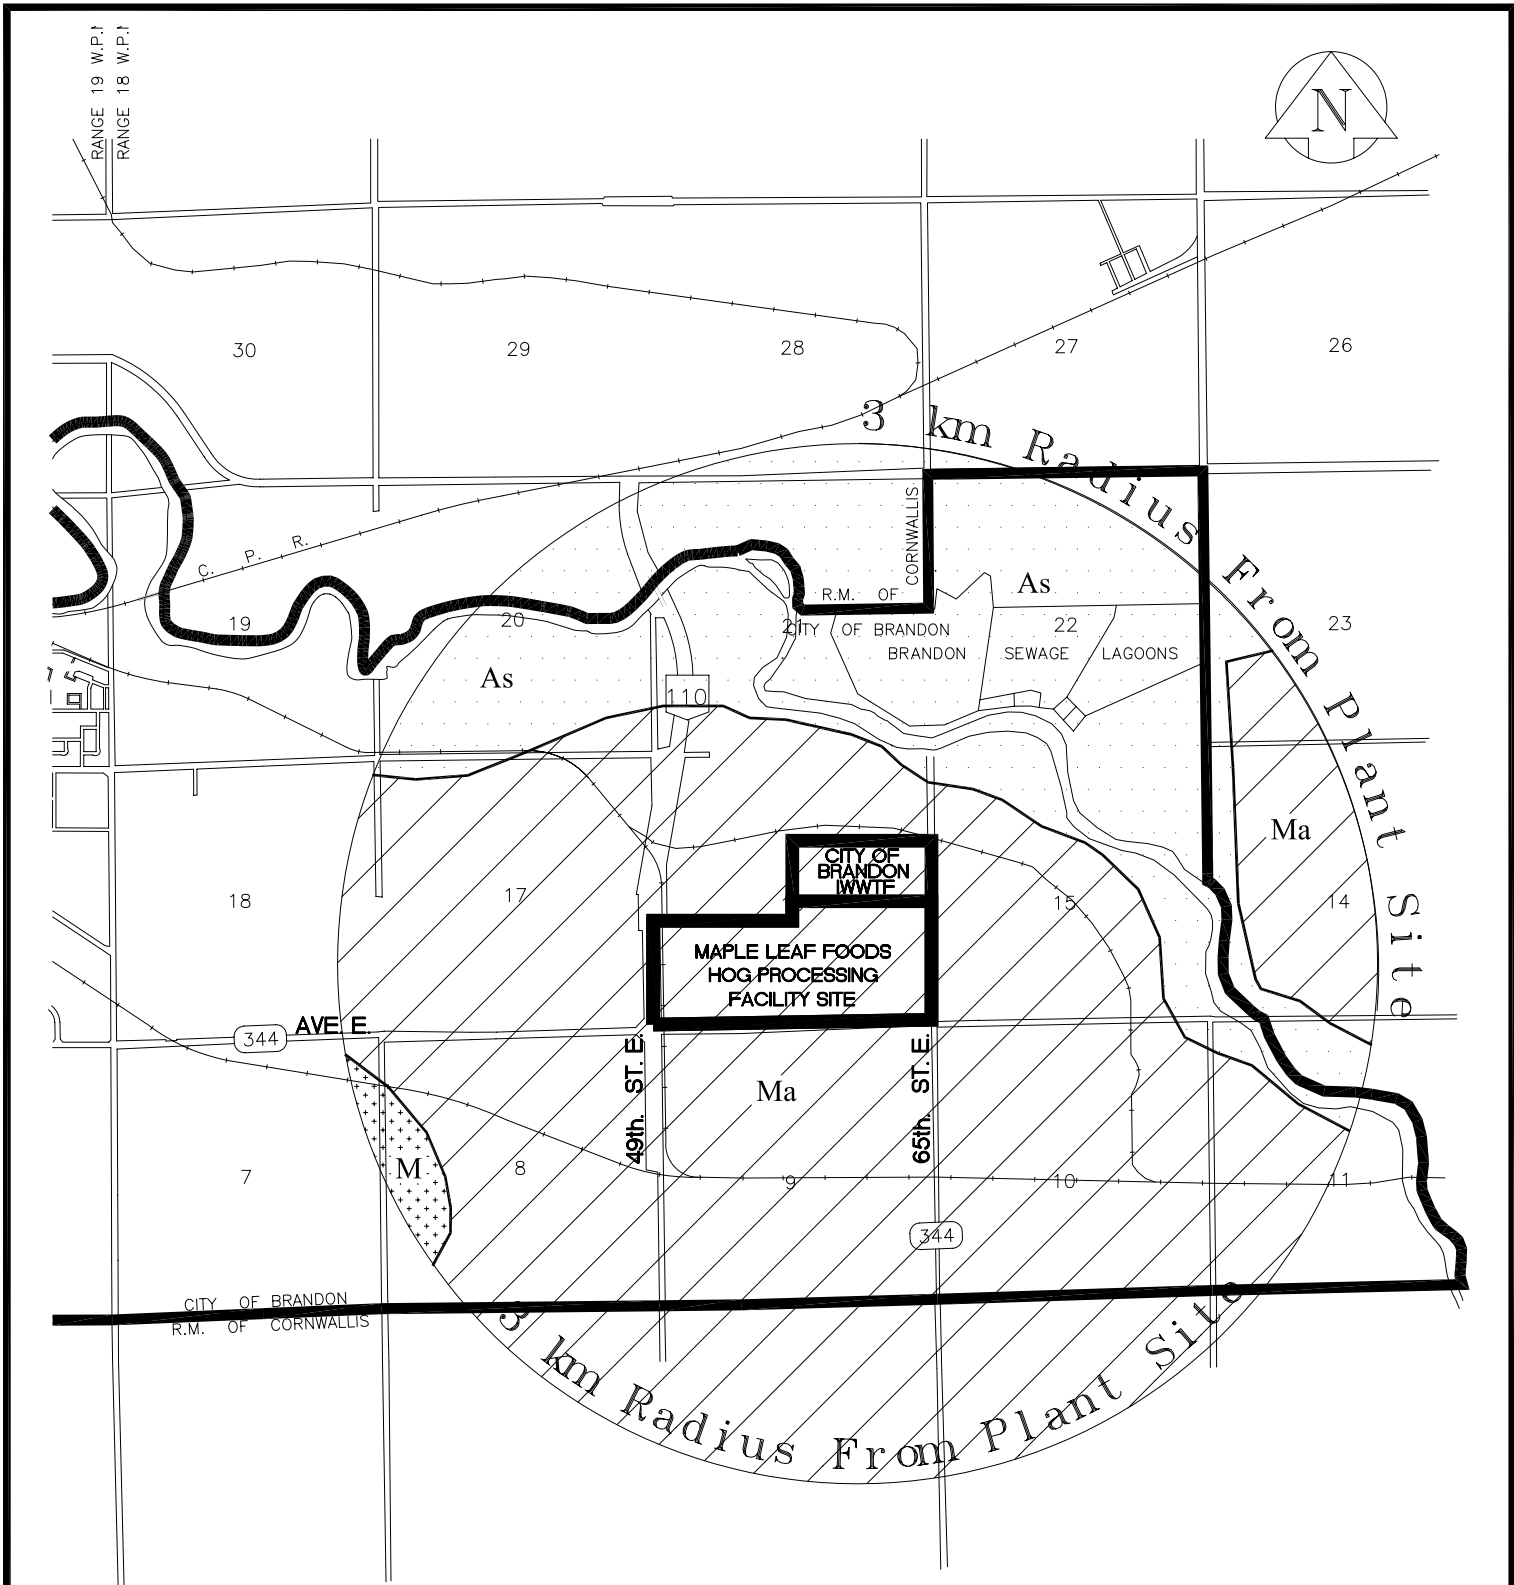 RANGE 19 W.P.
RANGE 18 W.P.
N
30
29
28
27
26
3 km Radius From Plant Site
CORNWALLIS
C. P. R.
As
R.M. OF
19
20
21
CITY OF BRANDON
22
23
BRANDON SEWAGE LAGOONS
As
110
Ma
CITY OF
BRANDON
IWWTF
18
17
15
14
MAPLE LEAF FOODS
HOG PROCESSING
FACILITY SITE
344
AVE. E.
49th. ST. E.
65th. ST. E.
Ma
M
7
8
9
10
11
344
CITY OF BRANDON
R.M. OF CORNWALLIS
3 km Radius From Plant Site